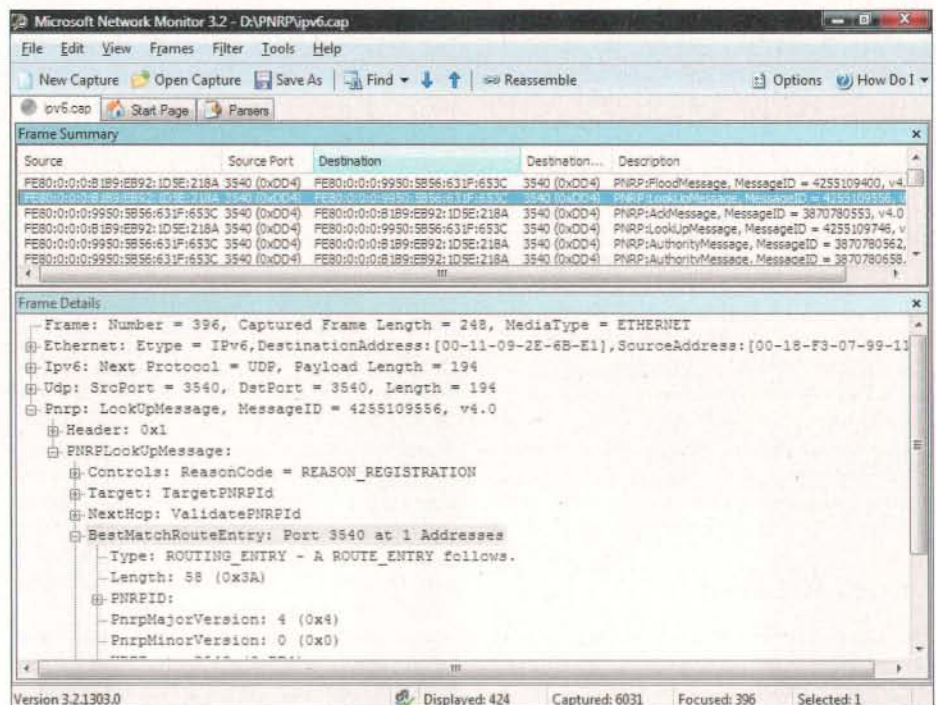 Microsoft Network Monitor 3.2 - D:\PNRP\ipv6.cap
File Edit View Frames Filter Tools Help
New Capture Open Capture Save As Find Reassemble Options How Do I
ipv6.cap Start Page Parsers
Frame Summary
Source Source Port Destination Destination... Description
FE80:0:0:0:B1B9:EB92:1D5E:218A 3540 (0xDD4) FE80:0:0:0:9950:5B56:631F:653C 3540 (0xDD4) PNRP:FloodMessage, MessageID = 4255109400, v4.
FE80:0:0:0:B1B9:EB92:1D5E:218A 3540 (0xDD4) FE80:0:0:0:9950:5B56:631F:653C 3540 (0xDD4) PNRP:LookUpMessage, MessageID = 4255109556, v
FE80:0:0:0:9950:5B56:631F:653C 3540 (0xDD4) FE80:0:0:0:B1B9:EB92:1D5E:218A 3540 (0xDD4) PNRP:AckMessage, MessageID = 3870780553, v4.0
FE80:0:0:0:B1B9:EB92:1D5E:218A 3540 (0xDD4) FE80:0:0:0:9950:5B56:631F:653C 3540 (0xDD4) PNRP:LookUpMessage, MessageID = 4255109746, v
FE80:0:0:0:9950:5B56:631F:653C 3540 (0xDD4) FE80:0:0:0:B1B9:EB92:1D5E:218A 3540 (0xDD4) PNRP:AuthorityMessage, MessageID = 3870780562,
FE80:0:0:0:9950:5B56:631F:653C 3540 (0xDD4) FE80:0:0:0:B1B9:EB92:1D5E:218A 3540 (0xDD4) PNRP:AuthorityMessage, MessageID = 3870780658.
Frame Details
Frame: Number = 396, Captured Frame Length = 248, MediaType = ETHERNET
Ethernet: Etype = IPv6,DestinationAddress:[00-11-09-2E-6B-E1],SourceAddress:[00-18-F3-07-99-11
Ipv6: Next Protocol = UDP, Payload Length = 194
Udp: SrcPort = 3540, DstPort = 3540, Length = 194
Pnrp: LookUpMessage, MessageID = 4255109556, v4.0
Header: 0x1
PNRPLookUpMessage:
Controls: ReasonCode = REASON_REGISTRATION
Target: TargetPNRPId
NextHop: ValidatePNRPId
BestMatchRouteEntry: Port 3540 at 1 Addresses
Type: ROUTING_ENTRY - A ROUTE_ENTRY follows.
Length: 58 (0x3A)
PNRPID:
PnrpMajorVersion: 4 (0x4)
PnrpMinorVersion: 0 (0x0)
Version 3.2.1303.0 Displayed: 424 Captured: 6031 Focused: 396 Selected: 1